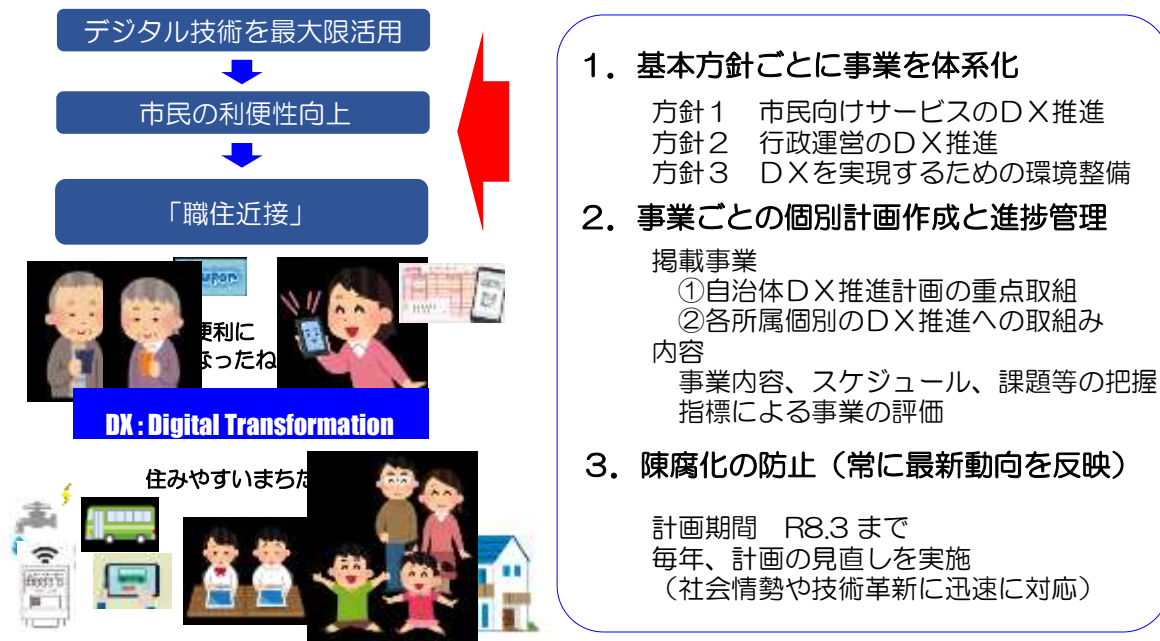 デジタル技術を最大限活用
市民の利便性向上
「職住近接」
便利に
なったね
DX : Digital Transformation
住みやすいまちだ
1．基本方針ごとに事業を体系化
方針1　市民向けサービスのＤＸ推進
方針2　行政運営のＤＸ推進
方針3　ＤＸを実現するための環境整備
2．事業ごとの個別計画作成と進捗管理
掲載事業
①自治体ＤＸ推進計画の重点取組
②各所属個別のＤＸ推進への取組み
内容
事業内容、スケジュール、課題等の把握
指標による事業の評価
3．陳腐化の防止（常に最新動向を反映）
計画期間　R8.3 まで
毎年、計画の見直しを実施
（社会情勢や技術革新に迅速に対応）